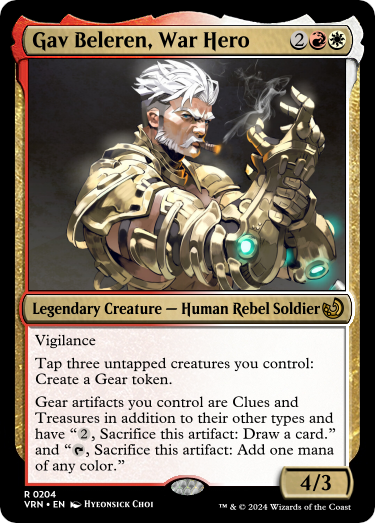 Gav Beleren, War Hero 2
Legendary Creature — Human Rebel Soldier
Vigilance
Tap three untapped creatures you control:
Create a Gear token.
Gear artifacts you control are Clues and
Treasures in addition to their other types and
have “2, Sacrifice this artifact: Draw a card.”
and “, Sacrifice this artifact: Add one mana
of any color.”
4/3
R 0204
VRN • EN Hyeonsick Choi
™ & © 2024 Wizards of the Coast